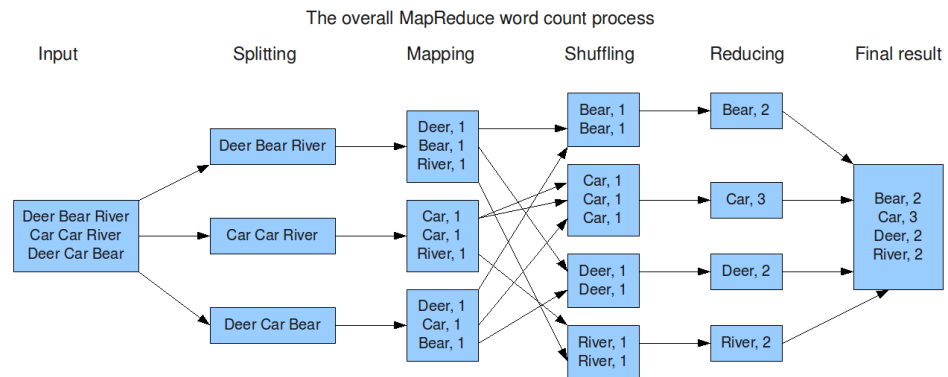 The overall MapReduce word count process
Input
Splitting
Mapping
Shuffling
Reducing
Final result
Deer Bear River
Car Car River
Deer Car Bear
Deer Bear River
Car Car River
Deer Car Bear
Deer, 1
Bear, 1
River, 1
Car, 1
Car, 1
River, 1
Deer, 1
Car, 1
Bear, 1
Bear, 1
Bear, 1
Car, 1
Car, 1
Car, 1
Deer, 1
Deer, 1
River, 1
River, 1
Bear, 2
Car, 3
Deer, 2
River, 2
Bear, 2
Car, 3
Deer, 2
River, 2